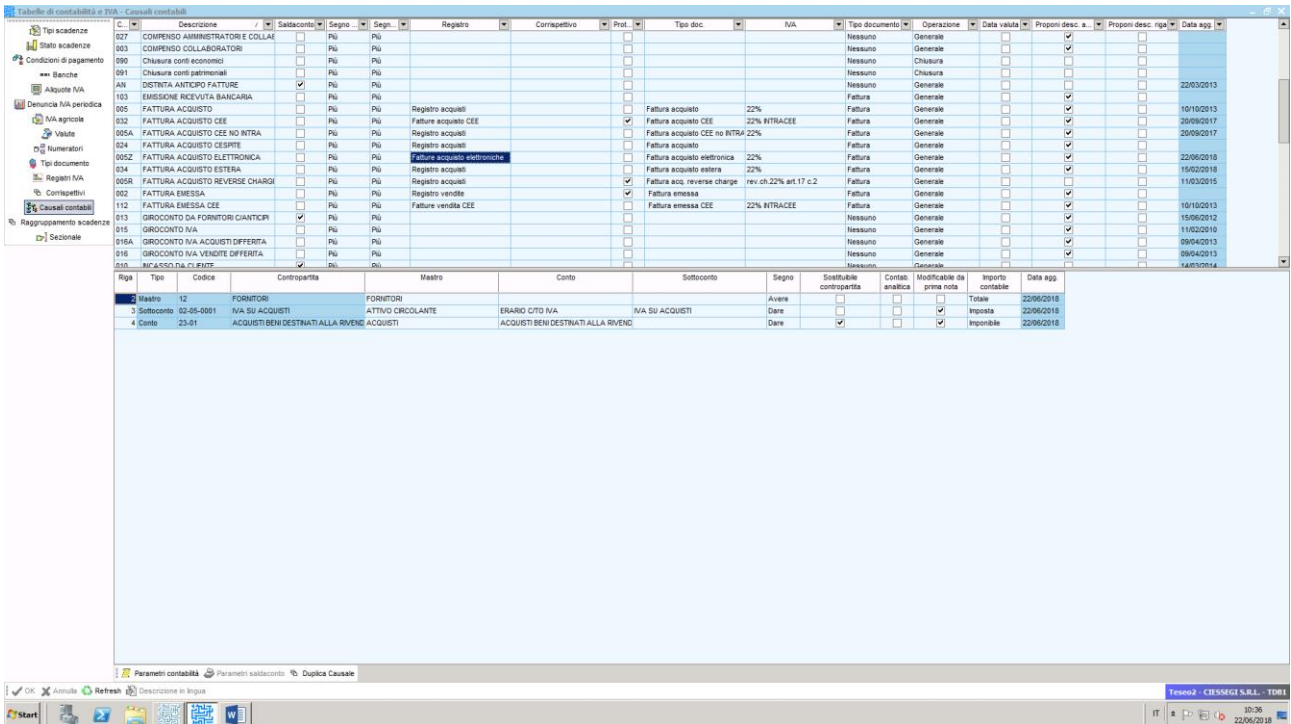 Tabelle di contabilità e IVA - Causali contabili
Tipi scadenze
Stato scadenze
Condizioni di pagamento
Banche
Aliquote IVA
Denuncia IVA periodica
IVA agricola
Valute
Numeratori
Tipi documento
Registri IVA
Corrispettivi
Causali contabili
Raggruppamento scadenze
Sezionale
C... Descrizione / Saldaconto Segno ... Segn... Registro Corrispettivo Prot... Tipo doc. IVA Tipo documento Operazione Data valuta Proponi desc. a... Proponi desc. riga Data agg.
027 COMPENSO AMMINISTRATORI E COLLAB Più Più Nessuno Generale
003 COMPENSO COLLABORATORI Più Più Nessuno Generale
090 Chiusura conti economici Più Più Nessuno Chiusura
091 Chiusura conti patrimoniali Più Più Nessuno Chiusura
AN DISTINTA ANTICIPO FATTURE Più Più Nessuno Generale 22/03/2013
103 EMISSIONE RICEVUTA BANCARIA Più Più Fattura Generale
005 FATTURA ACQUISTO Più Più Registro acquisti Fattura acquisto 22% Fattura Generale 10/10/2013
032 FATTURA ACQUISTO CEE Più Più Fatture acquisto CEE Fattura acquisto CEE 22% INTRACEE Fattura Generale 20/09/2017
005A FATTURA ACQUISTO CEE NO INTRA Più Più Registro acquisti Fattura acquisto CEE no INTRA 22% Fattura Generale 20/09/2017
024 FATTURA ACQUISTO CESPITE Più Più Registro acquisti Fattura acquisto Fattura Generale
005Z FATTURA ACQUISTO ELETTRONICA Più Più Fatture acquisto elettroniche Fattura acquisto elettronica 22% Fattura Generale 22/06/2018
034 FATTURA ACQUISTO ESTERA Più Più Registro acquisti Fattura acquisto estera 22% Fattura Generale 15/02/2018
005R FATTURA ACQUISTO REVERSE CHARGE Più Più Registro acquisti Fattura acq. reverse charge rev.ch.22% art.17 c.2 Fattura Generale 11/03/2015
002 FATTURA EMESSA Più Più Registro vendite Fattura emessa Fattura Generale
112 FATTURA EMESSA CEE Più Più Fatture vendita CEE Fattura emessa CEE 22% INTRACEE Fattura Generale 10/10/2013
013 GIROCONTO DA FORNITORI C/ANTICIPI Più Più Nessuno Generale 15/06/2012
015 GIROCONTO IVA Più Più Nessuno Generale 11/02/2010
016A GIROCONTO IVA ACQUISTI DIFFERITA Più Più Nessuno Generale 09/04/2013
016 GIROCONTO IVA VENDITE DIFFERITA Più Più Nessuno Generale 09/04/2013
010 INCASSO DA CLIENTE Più Più Nessuno Generale 14/03/2014
Riga Tipo Codice Contropartita Mastro Conto Sottoconto Segno Sostituibile contropartita Contab. analitica Modificabile da prima nota Importo contabile Data agg.
2 Mastro 12 FORNITORI FORNITORI Avere Totale 22/06/2018
3 Sottoconto 02-05-0001 IVA SU ACQUISTI ATTIVO CIRCOLANTE ERARIO C/TO IVA IVA SU ACQUISTI Dare Imposta 22/06/2018
4 Conto 23-01 ACQUISTI BENI DESTINATI ALLA RIVEND ACQUISTI ACQUISTI BENI DESTINATI ALLA RIVEND Dare Imponibile 22/06/2018
Parametri contabilità Parametri saldaconto Duplica Causale
OK Annulla Refresh Descrizione in lingua
Teseo2 - CIESSEGI S.R.L. - TDB1
Start
IT
10:36
22/06/2018